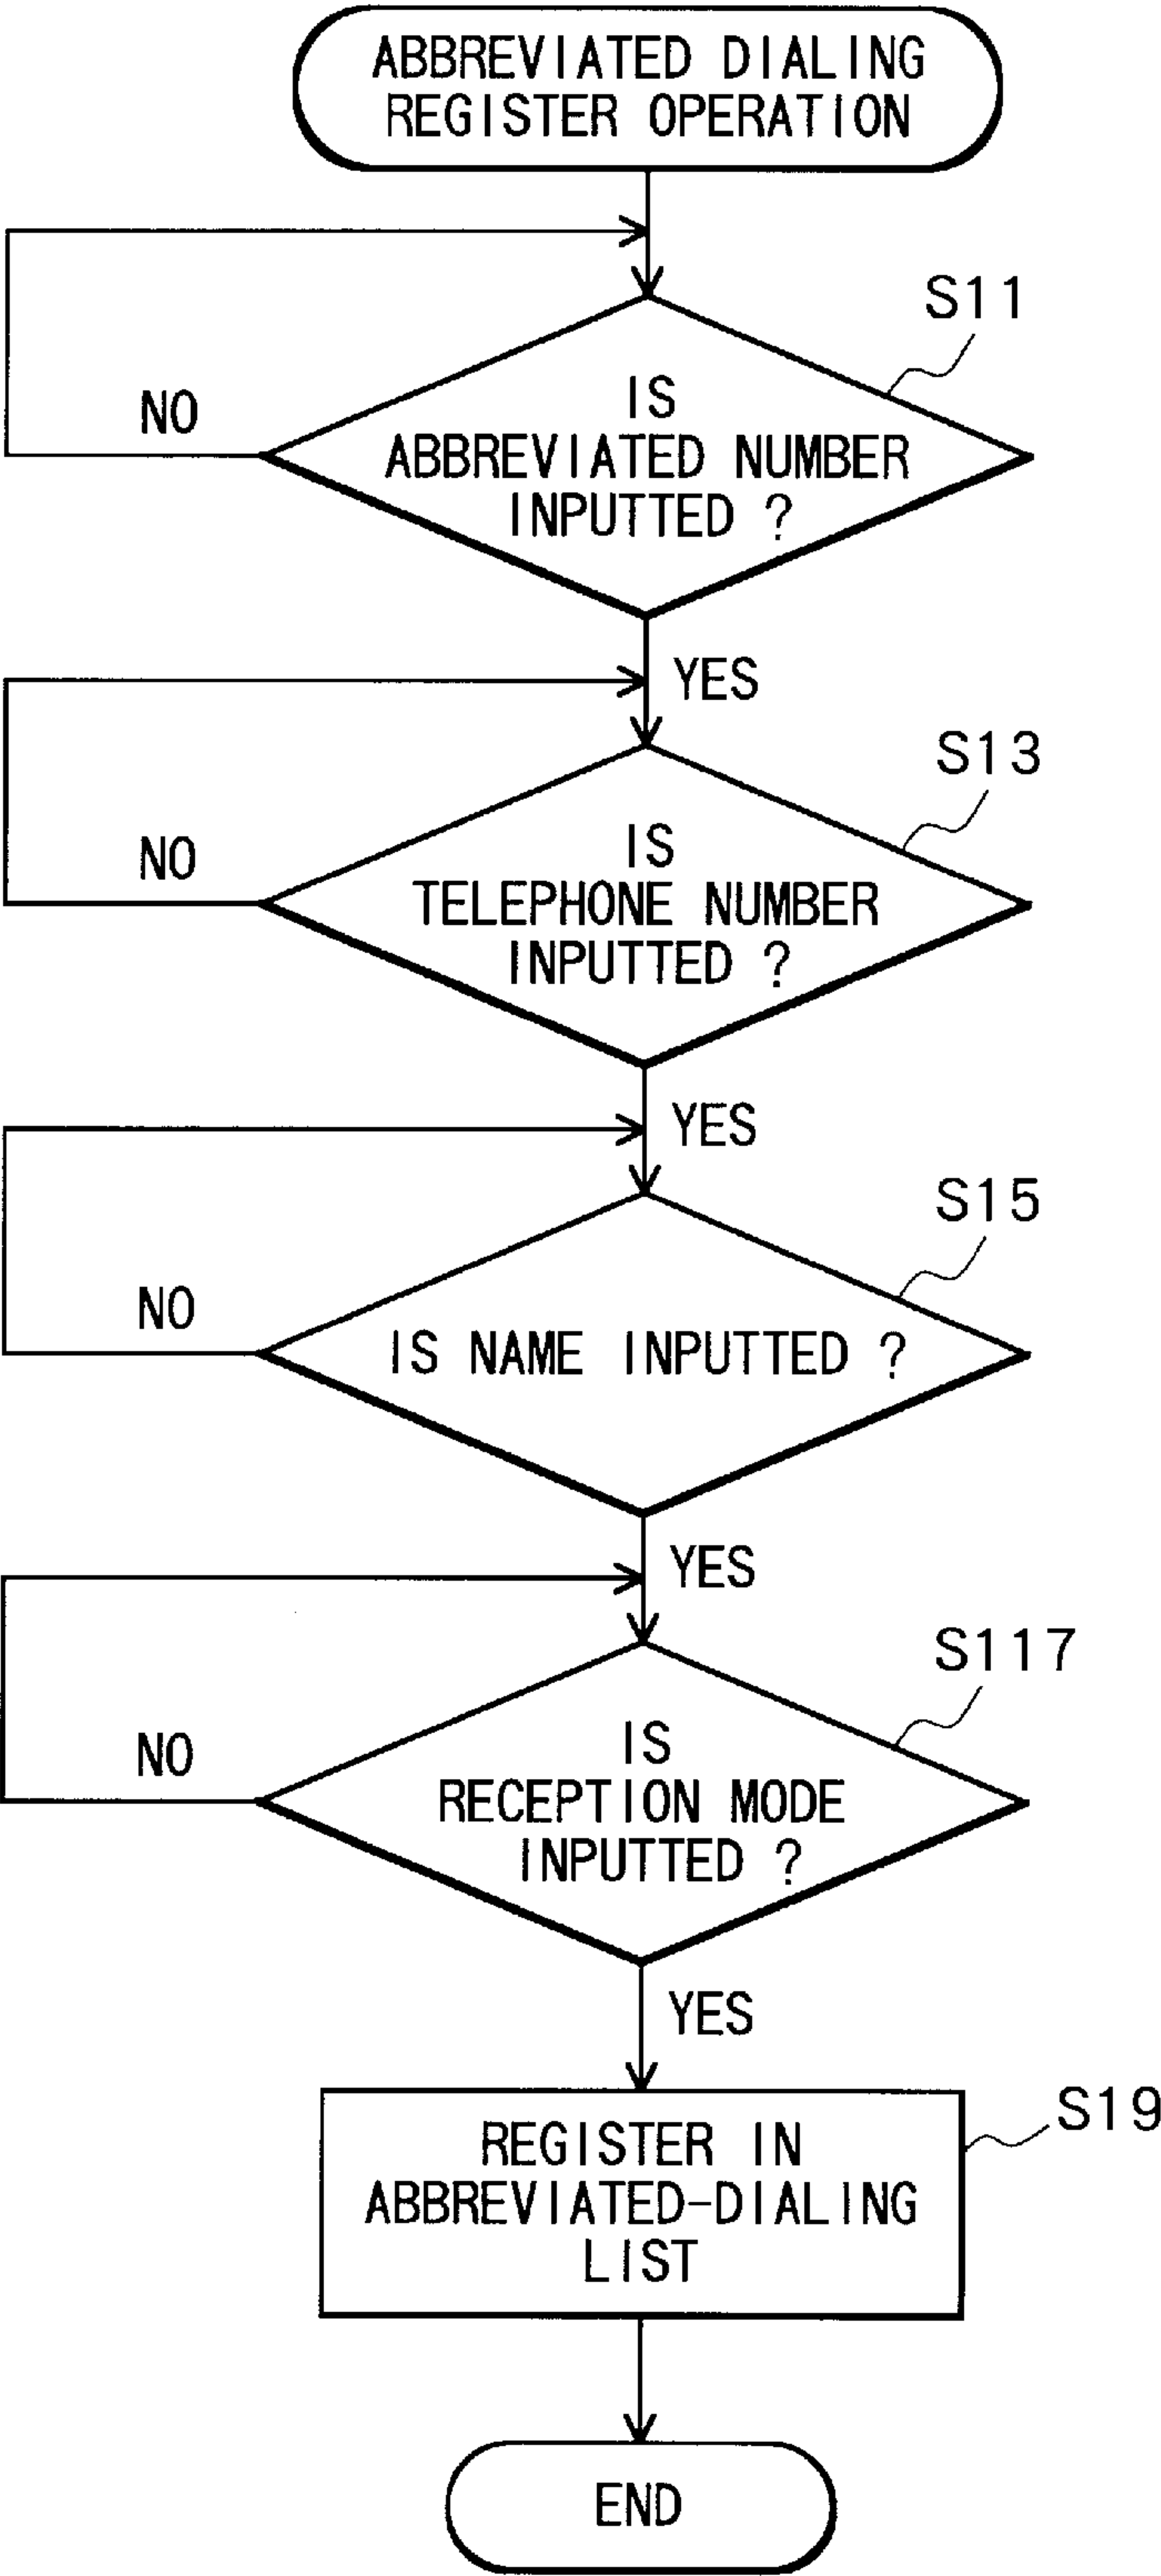 ABBREVIATED DIALING
REGISTER OPERATION
S11
IS
NO
ABBREVIATED NUMBER
INPUTTED ?
YES
S13
IS
NO
TELEPHONE NUMBER
INPUTTED ?
YES
S15
NO
IS NAME INPUTTED ?
YES
S117
IS
NO
RECEPTION MODE
INPUTTED ?
YES
S19
REGISTER IN
ABBREVIATED-DIALING
LIST
END